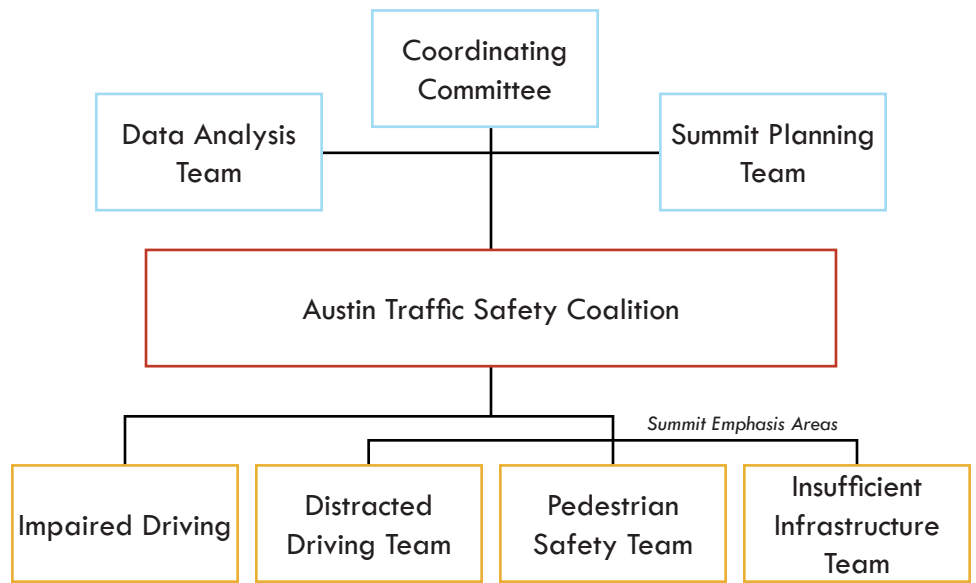 Coordinating
Committee
Data Analysis
Team
Summit Planning
Team
Austin Traffic Safety Coalition
Summit Emphasis Areas
Impaired Driving
Distracted
Driving Team
Pedestrian
Safety Team
Insufficient
Infrastructure
Team